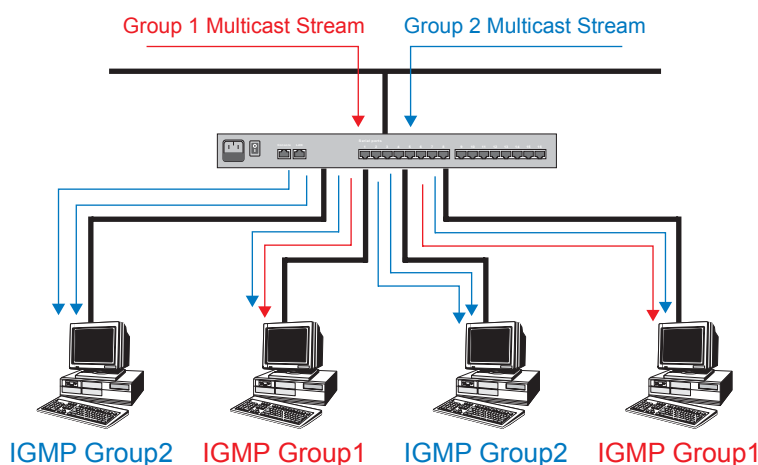 Group 1 Multicast Stream
Group 2 Multicast Stream
IGMP Group2
IGMP Group1
IGMP Group2
IGMP Group1